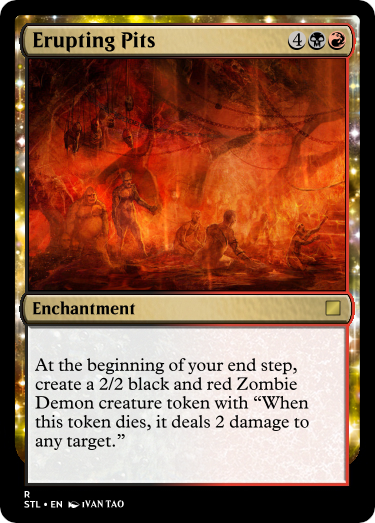 Erupting Pits 4
Enchantment
At the beginning of your end step,
create a 2/2 black and red Zombie
Demon creature token with “When
this token dies, it deals 2 damage to
any target.”
R
STL • EN IVAN TAO